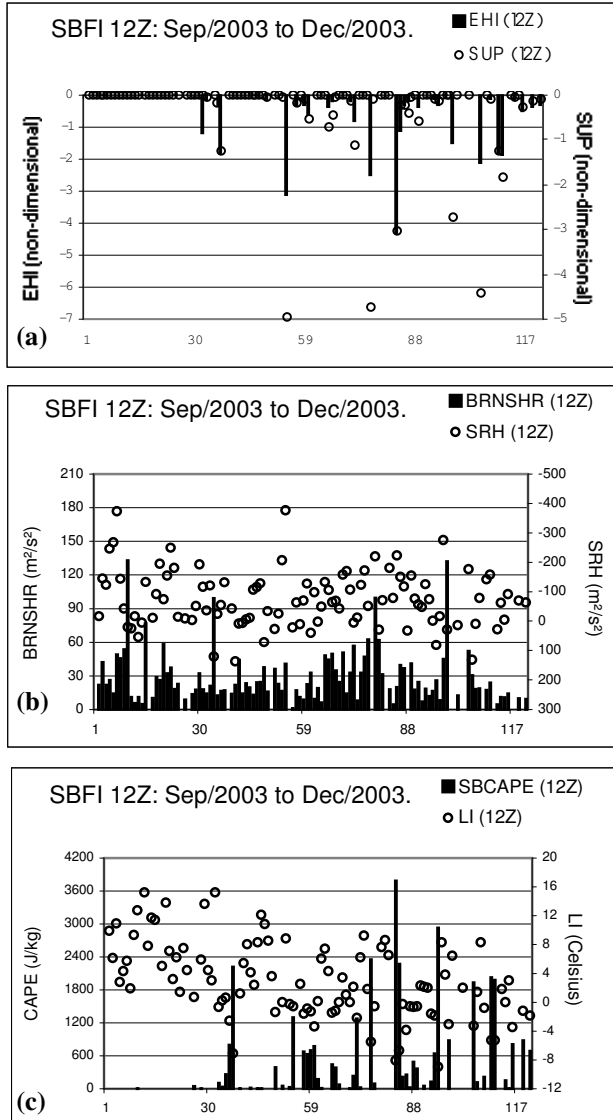 SBFI 12Z: Sep/2003 to Dec/2003.
EHI (12Z)
SUP (12Z)
EHI (non-dimensional)
0
−1
−2
−3
−4
−5
−6
−7
0
−1
−2
−3
−4
−5
SUP (non-dimensional)
1 30 59 88 117
(a)
SBFI 12Z: Sep/2003 to Dec/2003.
BRNSHR (12Z)
SRH (12Z)
BRNSHR (m²/s²)
210
180
150
120
90
60
30
0
-500
-400
-300
-200
-100
0
100
200
300
SRH (m²/s²)
1 30 59 88 117
(b)
SBFI 12Z: Sep/2003 to Dec/2003.
SBCAPE (12Z)
LI (12Z)
CAPE (J/kg)
4200
3600
3000
2400
1800
1200
600
0
20
16
12
8
4
0
-4
-8
-12
LI (Celsius)
1 30 59 88 117
(c)